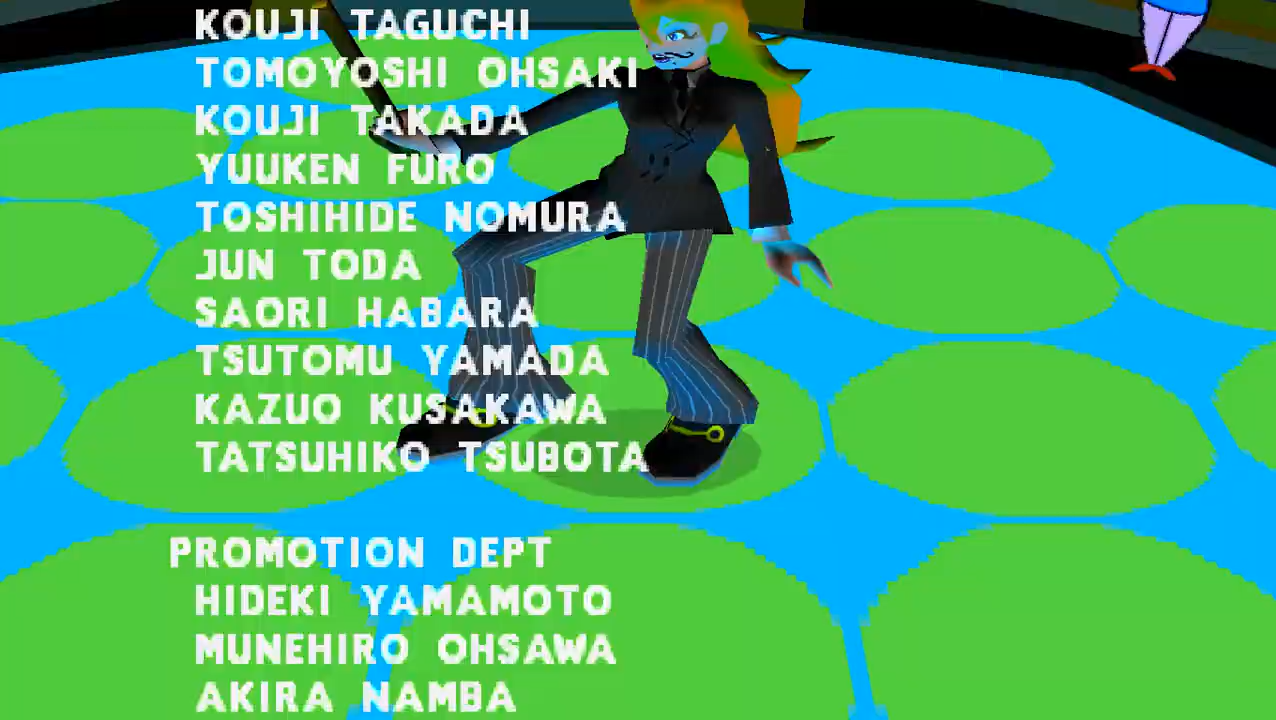 KOUJI TAGUCHI
TOMOYOSHI OHSAKI
KOUJI TAKADA
YUUKEN FURO
TOSHIHIDE NOMURA
JUN TODA
SAORI HABARA
TSUTOMU YAMADA
KAZUO KUSAKAWA
TATSUHIKO TSUBOTA
PROMOTION DEPT
HIDEKI YAMAMOTO
MUNEHIRO OHSAWA
AKIRA NAMBA